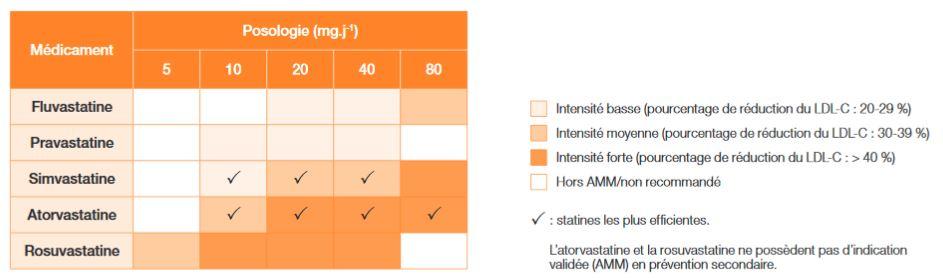 Médicament
Posologie (mg.j⁻¹)
5 10 20 40 80
Fluvastatine
Pravastatine
Simvastatine ✓ ✓ ✓
Atorvastatine ✓ ✓ ✓ ✓
Rosuvastatine
Intensité basse (pourcentage de réduction du LDL-C : 20-29 %)
Intensité moyenne (pourcentage de réduction du LDL-C : 30-39 %)
Intensité forte (pourcentage de réduction du LDL-C : > 40 %)
Hors AMM/non recommandé
✓ : statines les plus efficientes.
L’atorvastatine et la rosuvastatine ne possèdent pas d’indication
validée (AMM) en prévention secondaire.